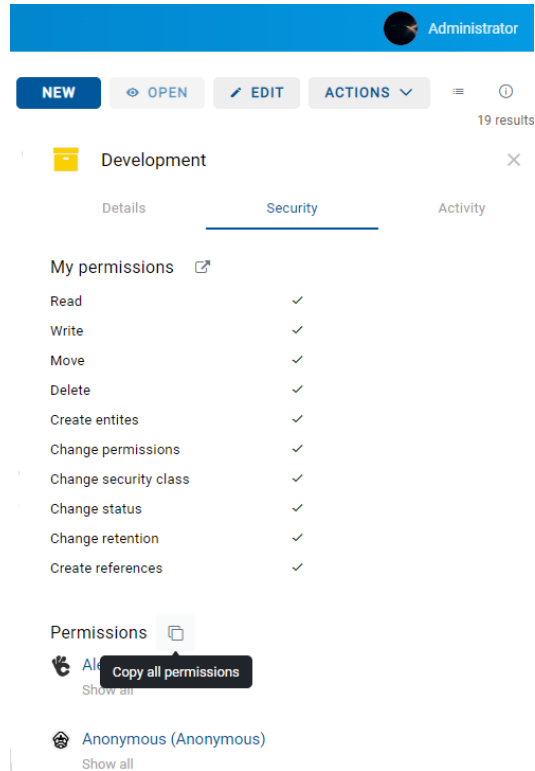 Administrator
NEW OPEN EDIT ACTIONS
19 results
Development
Details Security Activity
My permissions
Read
Write
Move
Delete
Create entites
Change permissions
Change security class
Change status
Change retention
Create references
Permissions
Copy all permissions
Show all
Anonymous (Anonymous)
Show all